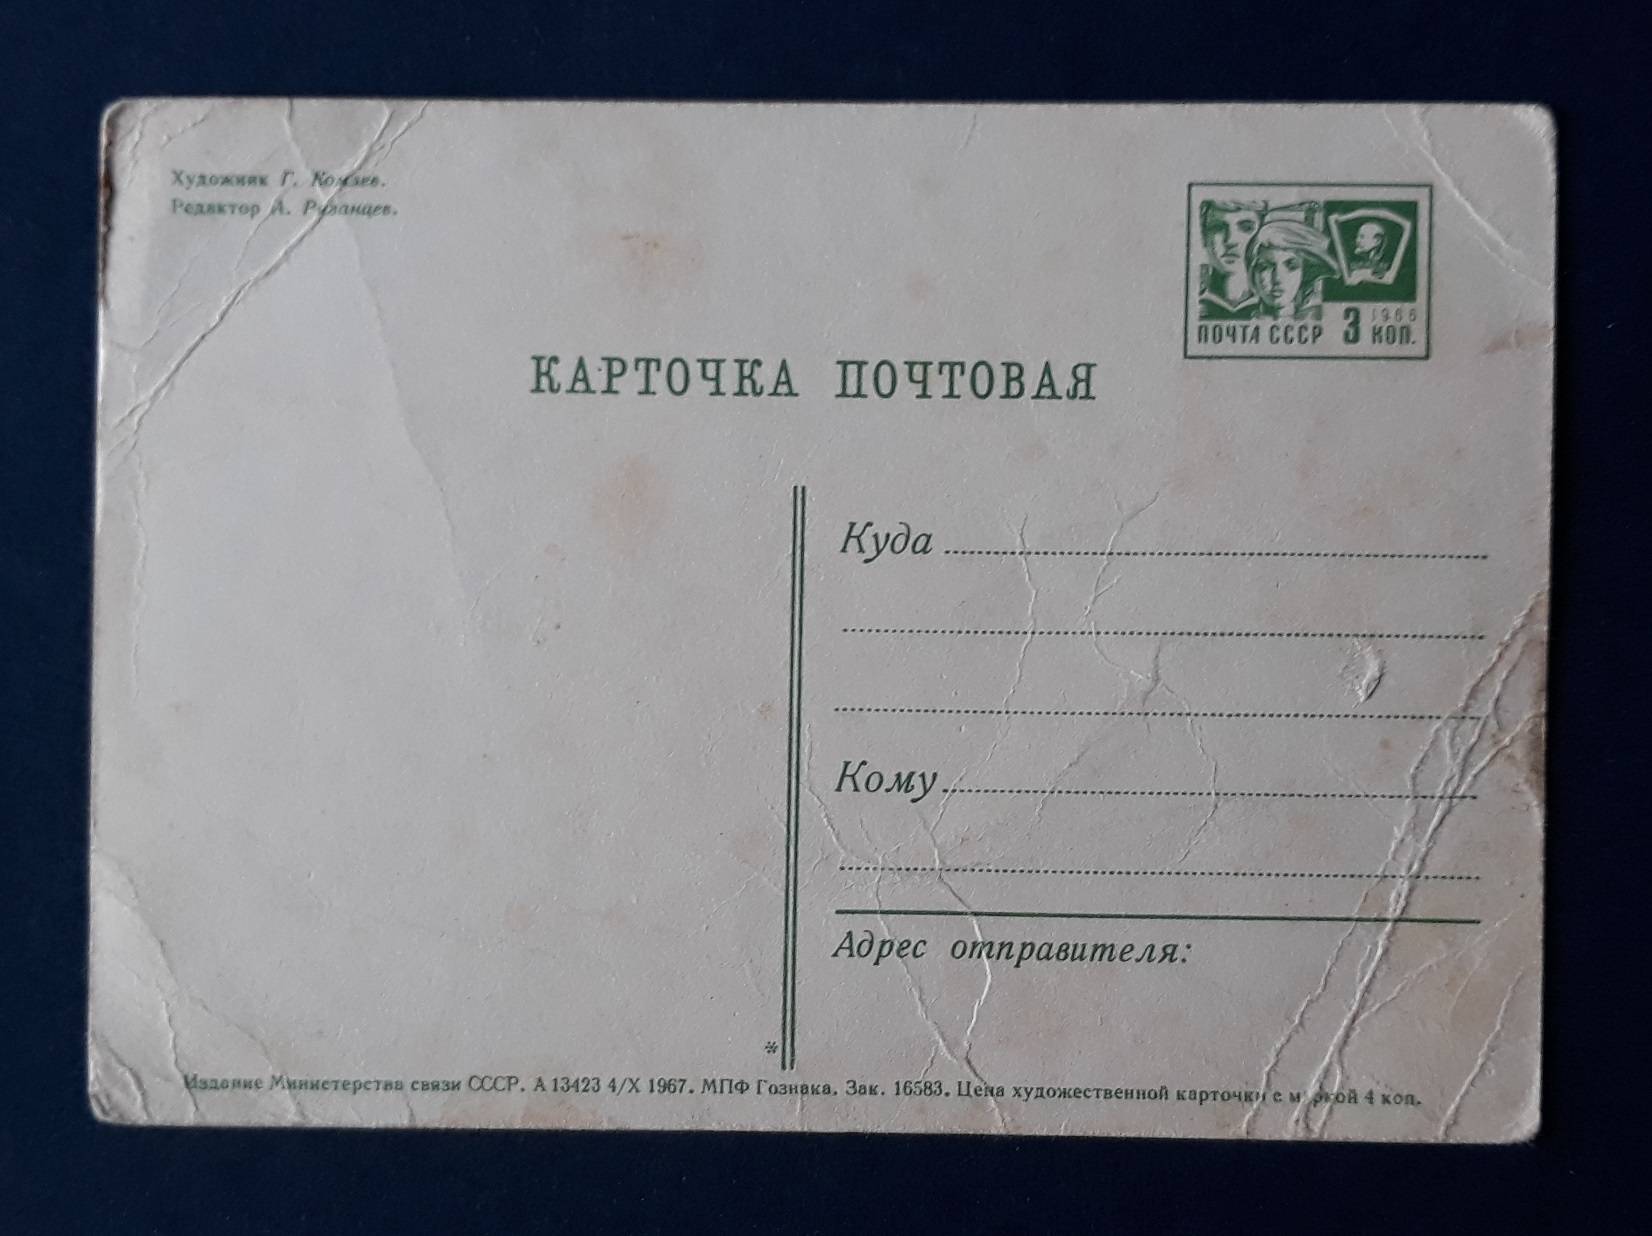 Художник Г. Комлев.
Редактор А. Рязанцев.
ПОЧТА СССР 3 КОП.
1966
КАРТОЧКА ПОЧТОВАЯ
Куда
Кому
Адрес отправителя:
*
Издание Министерства связи СССР. А 13423 4/X 1967. МПФ Гознака. Зак. 16583. Цена художественной карточки с маркой 4 коп.